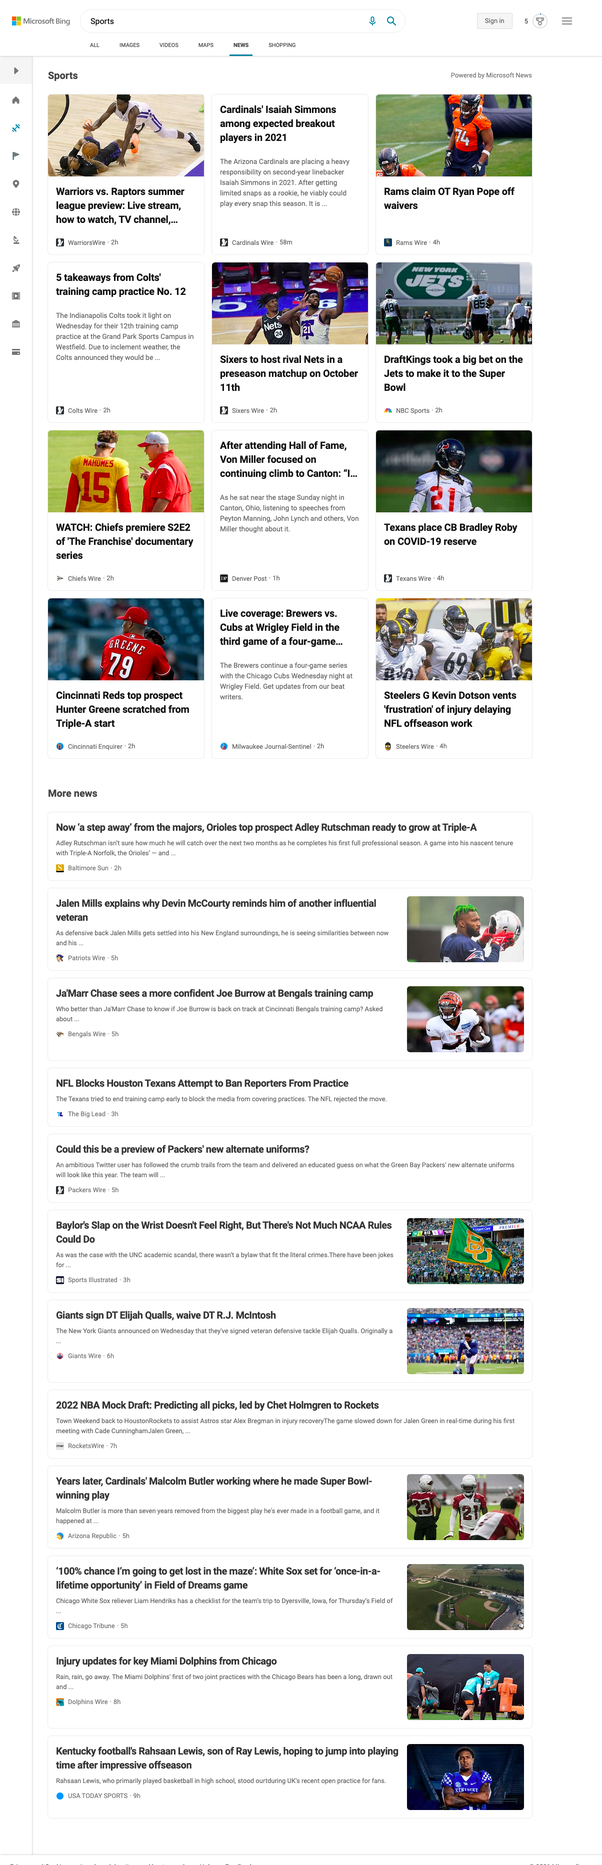 Microsoft Bing
Sports
Sign in
5
ALL
IMAGES
VIDEOS
MAPS
NEWS
SHOPPING
Sports
Powered by Microsoft News
Warriors vs. Raptors summer
league preview: Live stream,
how to watch, TV channel,...
WarriorsWire · 2h
Cardinals' Isaiah Simmons
among expected breakout
players in 2021
The Arizona Cardinals are placing a heavy
responsibility on second-year linebacker
Isaiah Simmons in 2021. After getting
limited snaps as a rookie, he viably could
play every snap this season. It is ...
Cardinals Wire · 58m
74
Rams claim OT Ryan Pope off
waivers
Rams Wire · 4h
5 takeaways from Colts'
training camp practice No. 12
The Indianapolis Colts took it light on
Wednesday for their 12th training camp
practice at the Grand Park Sports Campus in
Westfield. Due to inclement weather, the
Colts announced they would be ...
Colts Wire · 2h
Nets
21
Sixers to host rival Nets in a
preseason matchup on October
11th
Sixers Wire · 2h
NEW YORK
JETS
85
DraftKings took a big bet on the
Jets to make it to the Super
Bowl
NBC Sports · 2h
MAHOMES
15
WATCH: Chiefs premiere S2E2
of 'The Franchise' documentary
series
Chiefs Wire · 2h
After attending Hall of Fame,
Von Miller focused on
continuing climb to Canton: “I...
As he sat near the stage Sunday night in
Canton, Ohio, listening to speeches from
Peyton Manning, John Lynch and others, Von
Miller thought about it.
Denver Post · 1h
21
Texans place CB Bradley Roby
on COVID-19 reserve
Texans Wire · 4h
GREENE
79
Cincinnati Reds top prospect
Hunter Greene scratched from
Triple-A start
Cincinnati Enquirer · 2h
Live coverage: Brewers vs.
Cubs at Wrigley Field in the
third game of a four-game...
The Brewers continue a four-game series
with the Chicago Cubs Wednesday night at
Wrigley Field. Get updates from our beat
writers.
Milwaukee Journal-Sentinel · 2h
69
Steelers G Kevin Dotson vents
'frustration' of injury delaying
NFL offseason work
Steelers Wire · 4h
More news
Now ‘a step away’ from the majors, Orioles top prospect Adley Rutschman ready to grow at Triple-A
Adley Rutschman isn't sure how much he will catch over the next two months as he completes his first full professional season. A game into his nascent tenure
with Triple-A Norfolk, the Orioles' — and ...
Baltimore Sun · 2h
Jalen Mills explains why Devin McCourty reminds him of another influential
veteran
As defensive back Jalen Mills gets settled into his New England surroundings, he is seeing similarities between now
and his ...
Patriots Wire · 5h
Ja'Marr Chase sees a more confident Joe Burrow at Bengals training camp
Who better than Ja'Marr Chase to know if Joe Burrow is back on track at Cincinnati Bengals training camp? Asked
about ...
Bengals Wire · 5h
NFL Blocks Houston Texans Attempt to Ban Reporters From Practice
The Texans tried to end training camp early to block the media from covering practices. The NFL rejected the move.
The Big Lead · 3h
Could this be a preview of Packers' new alternate uniforms?
An ambitious Twitter user has followed the crumb trails from the team and delivered an educated guess on what the Green Bay Packers' new alternate uniforms
will look like this year. The team will ...
Packers Wire · 5h
Baylor's Slap on the Wrist Doesn't Feel Right, But There's Not Much NCAA Rules
Could Do
As was the case with the UNC academic scandal, there wasn't a bylaw that fit the literal crimes.There have been jokes
for ...
Sports Illustrated · 3h
Giants sign DT Elijah Qualls, waive DT R.J. McIntosh
The New York Giants announced on Wednesday that they've signed veteran defensive tackle Elijah Qualls. Originally a
...
Giants Wire · 6h
2022 NBA Mock Draft: Predicting all picks, led by Chet Holmgren to Rockets
Town Weekend back to HoustonRockets to assist Astros star Alex Bregman in injury recoveryThe game slowed down for Jalen Green in real-time during his first
meeting with Cade CunninghamJalen Green, ...
RocketsWire · 7h
Years later, Cardinals' Malcolm Butler working where he made Super Bowl-
winning play
Malcolm Butler is more than seven years removed from the biggest play he's ever made in a football game, and it
happened at ...
Arizona Republic · 5h
23
21
‘100% chance I’m going to get lost in the maze’: White Sox set for ‘once-in-a-
lifetime opportunity’ in Field of Dreams game
Chicago White Sox reliever Liam Hendriks has a checklist for the team's trip to Dyersville, Iowa, for Thursday's Field of
...
Chicago Tribune · 5h
Injury updates for key Miami Dolphins from Chicago
Rain, rain, go away. The Miami Dolphins' first of two joint practices with the Chicago Bears has been a long, drawn out
and ...
Dolphins Wire · 8h
Kentucky football's Rahsaan Lewis, son of Ray Lewis, hoping to jump into playing
time after impressive offseason
Rahsaan Lewis, who primarily played basketball in high school, stood outduring UK's recent open practice for fans.
USA TODAY SPORTS · 9h
KENTUCKY